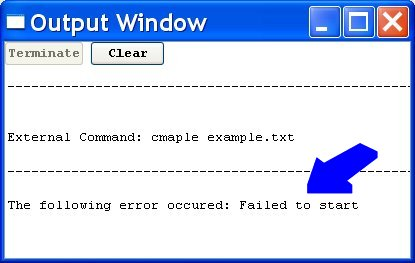 Output Window
Terminate Clear
--------------------------------------------------
External Command: cmaple example.txt
--------------------------------------------------
The following error occured: Failed to start